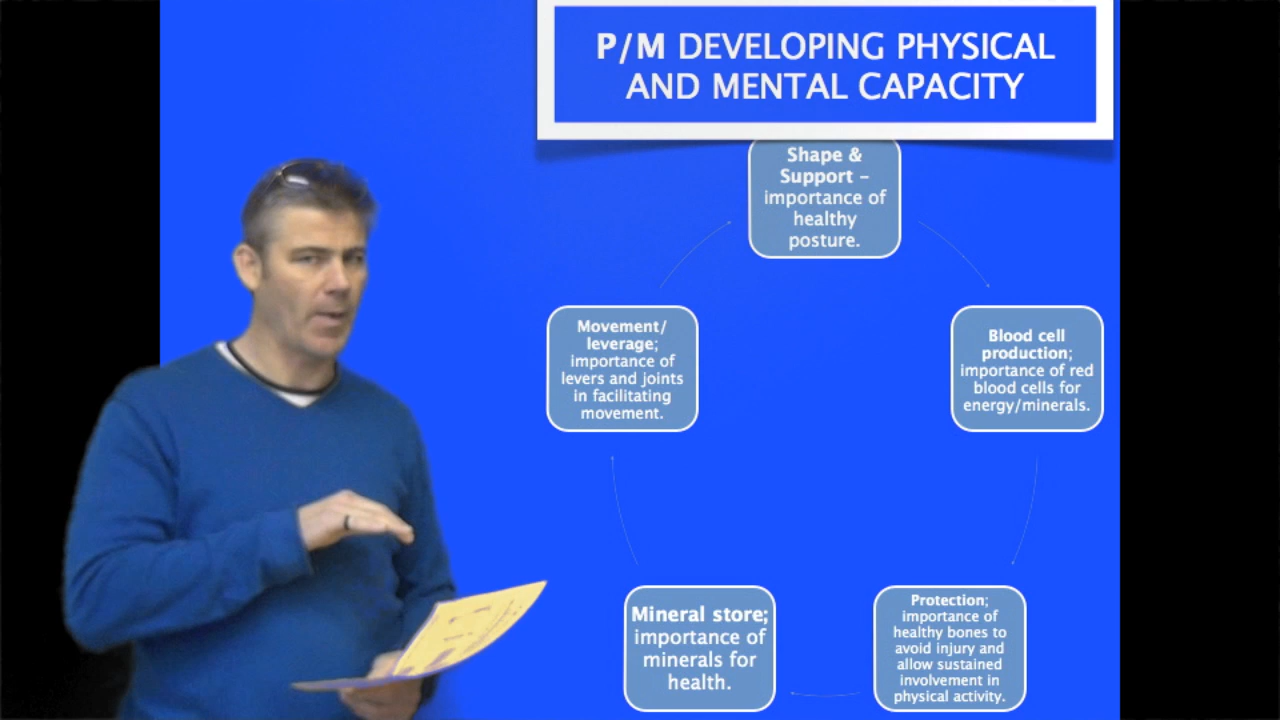 P/M DEVELOPING PHYSICAL
AND MENTAL CAPACITY
Shape &
Support –
importance of
healthy
posture.
Blood cell
production;
importance of red
blood cells for
energy/minerals.
Protection;
importance of
healthy bones to
avoid injury and
allow sustained
involvement in
physical activity.
Mineral store;
importance of
minerals for
health.
Movement/
leverage;
importance of
levers and joints
in facilitating
movement.